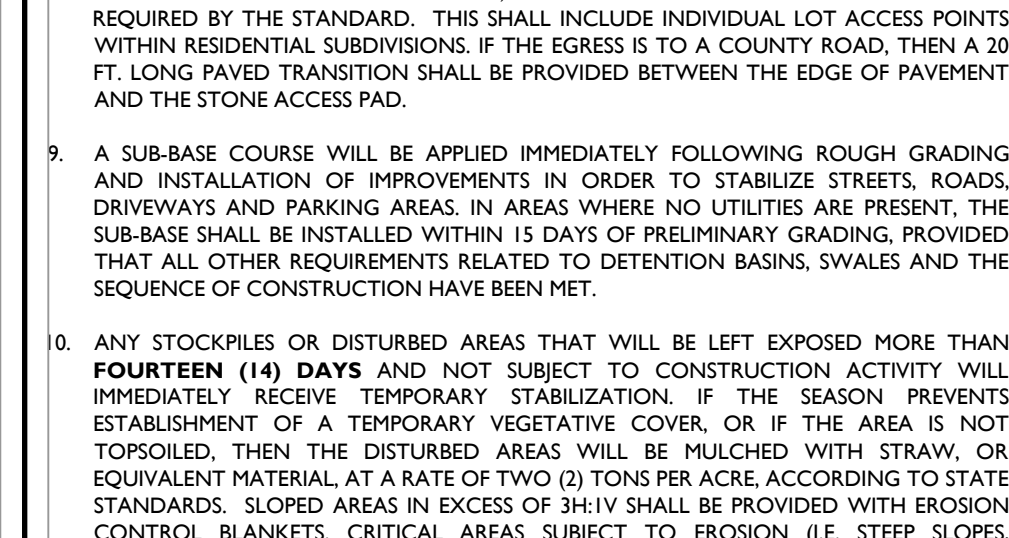 REQUIRED BY THE STANDARD. THIS SHALL INCLUDE INDIVIDUAL LOT ACCESS POINTS
WITHIN RESIDENTIAL SUBDIVISIONS. IF THE EGRESS IS TO A COUNTY ROAD, THEN A 20
FT. LONG PAVED TRANSITION SHALL BE PROVIDED BETWEEN THE EDGE OF PAVEMENT
AND THE STONE ACCESS PAD.
9. A SUB-BASE COURSE WILL BE APPLIED IMMEDIATELY FOLLOWING ROUGH GRADING
AND INSTALLATION OF IMPROVEMENTS IN ORDER TO STABILIZE STREETS, ROADS,
DRIVEWAYS AND PARKING AREAS. IN AREAS WHERE NO UTILITIES ARE PRESENT, THE
SUB-BASE SHALL BE INSTALLED WITHIN 15 DAYS OF PRELIMINARY GRADING, PROVIDED
THAT ALL OTHER REQUIREMENTS RELATED TO DETENTION BASINS, SWALES AND THE
SEQUENCE OF CONSTRUCTION HAVE BEEN MET.
10. ANY STOCKPILES OR DISTURBED AREAS THAT WILL BE LEFT EXPOSED MORE THAN
FOURTEEN (14) DAYS AND NOT SUBJECT TO CONSTRUCTION ACTIVITY WILL
IMMEDIATELY RECEIVE TEMPORARY STABILIZATION. IF THE SEASON PREVENTS
ESTABLISHMENT OF A TEMPORARY VEGETATIVE COVER, OR IF THE AREA IS NOT
TOPSOILED, THEN THE DISTURBED AREAS WILL BE MULCHED WITH STRAW, OR
EQUIVALENT MATERIAL, AT A RATE OF TWO (2) TONS PER ACRE, ACCORDING TO STATE
STANDARDS. SLOPED AREAS IN EXCESS OF 3H:1V SHALL BE PROVIDED WITH EROSION
CONTROL BLANKETS. CRITICAL AREAS SUBJECT TO EROSION (I.E. STEEP SLOPES,